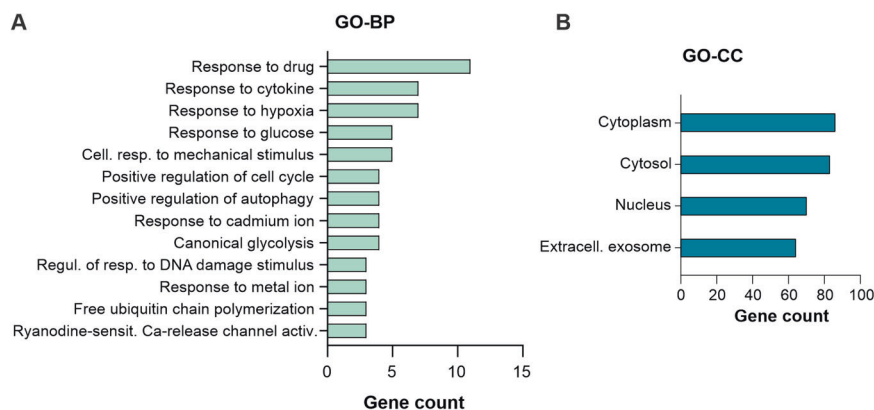 A
GO-BP
Response to drug
Response to cytokine
Response to hypoxia
Response to glucose
Cell. resp. to mechanical stimulus
Positive regulation of cell cycle
Positive regulation of autophagy
Response to cadmium ion
Canonical glycolysis
Regul. of resp. to DNA damage stimulus
Response to metal ion
Free ubiquitin chain polymerization
Ryanodine-sensit. Ca-release channel activ.
0 5 10 15
Gene count
B
GO-CC
Cytoplasm
Cytosol
Nucleus
Extracell. exosome
0 20 40 60 80 100
Gene count